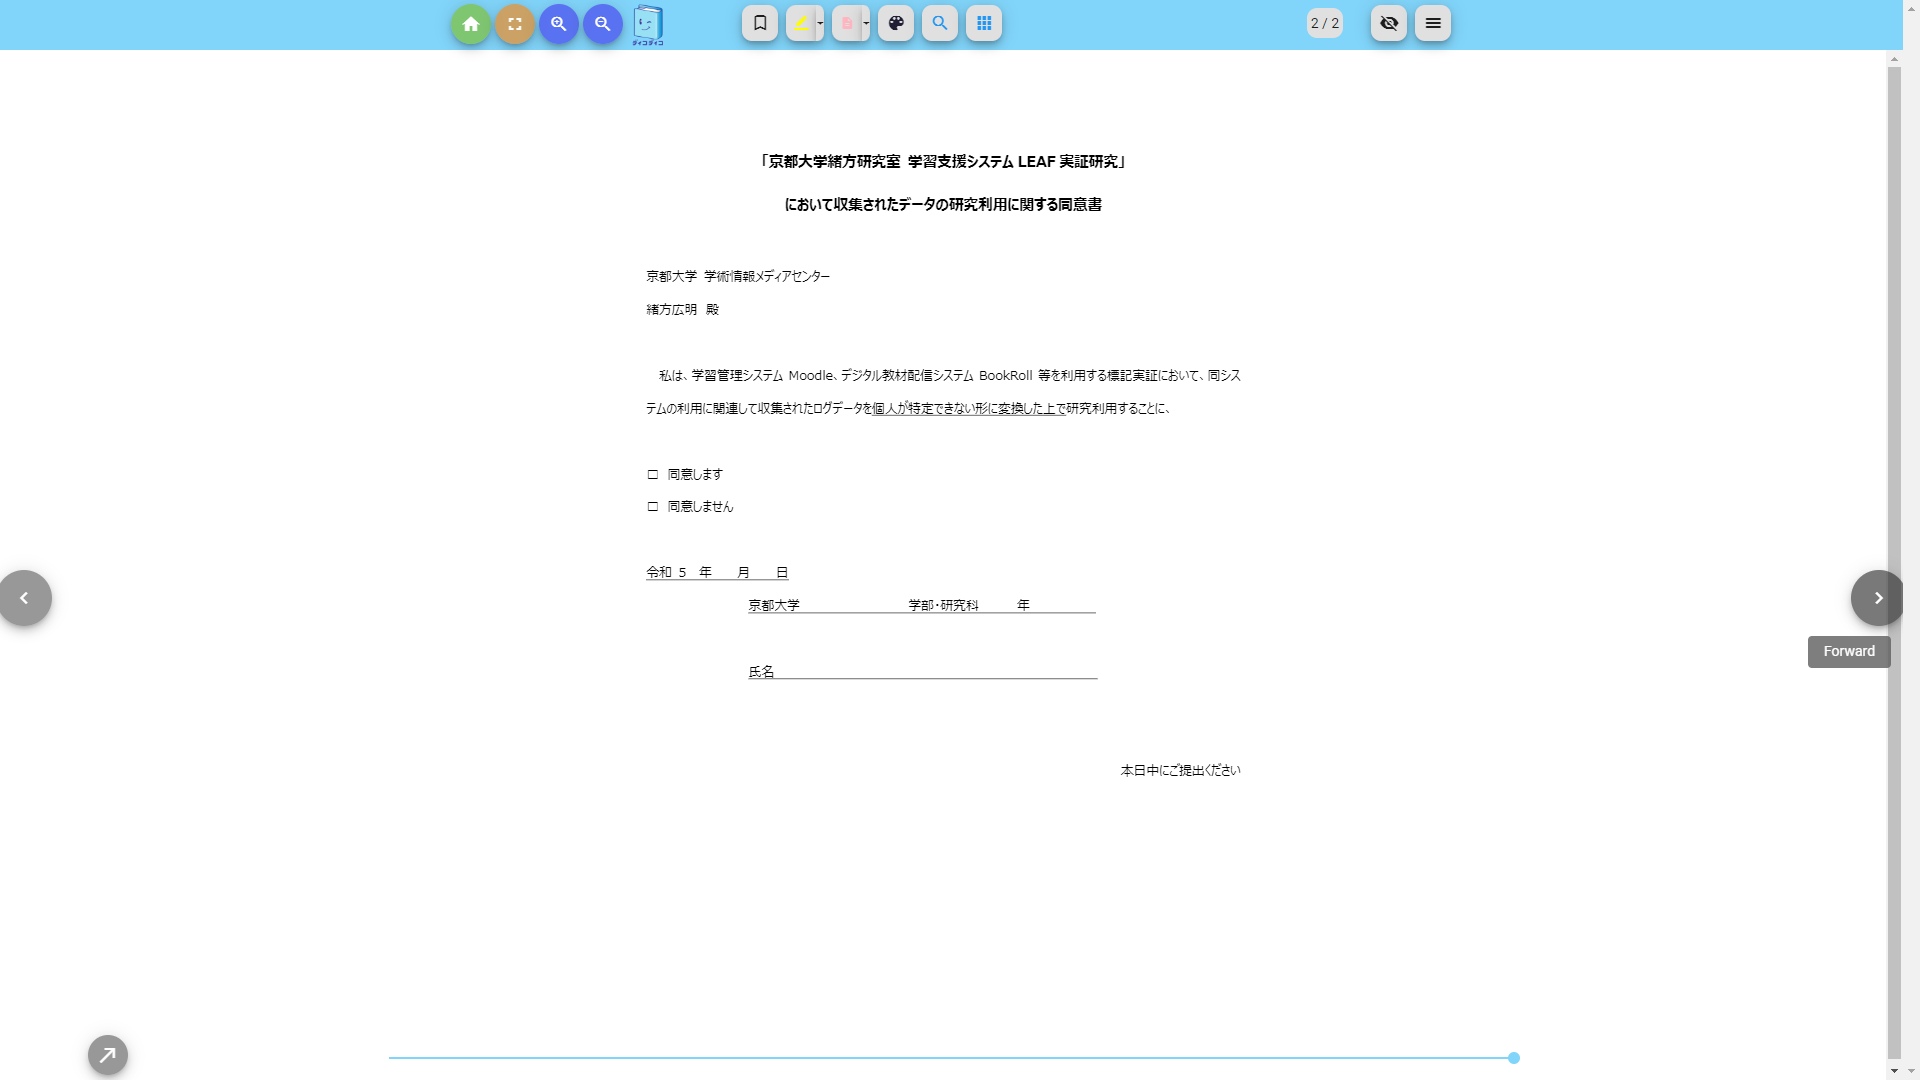 ダィコダィコ
2 / 2
「京都大学緒方研究室 学習支援システム LEAF 実証研究」
において収集されたデータの研究利用に関する同意書
京都大学 学術情報メディアセンター
緒方広明 殿
私は、学習管理システム Moodle、デジタル教材配信システム BookRoll 等を利用する標記実証において、同シス
テムの利用に関連して収集されたログデータを個人が特定できない形に変換した上で研究利用することに、
□ 同意します
□ 同意しません
令和 5 年 月 日
京都大学 学部・研究科 年
Forward
氏名
本日中にご提出ください